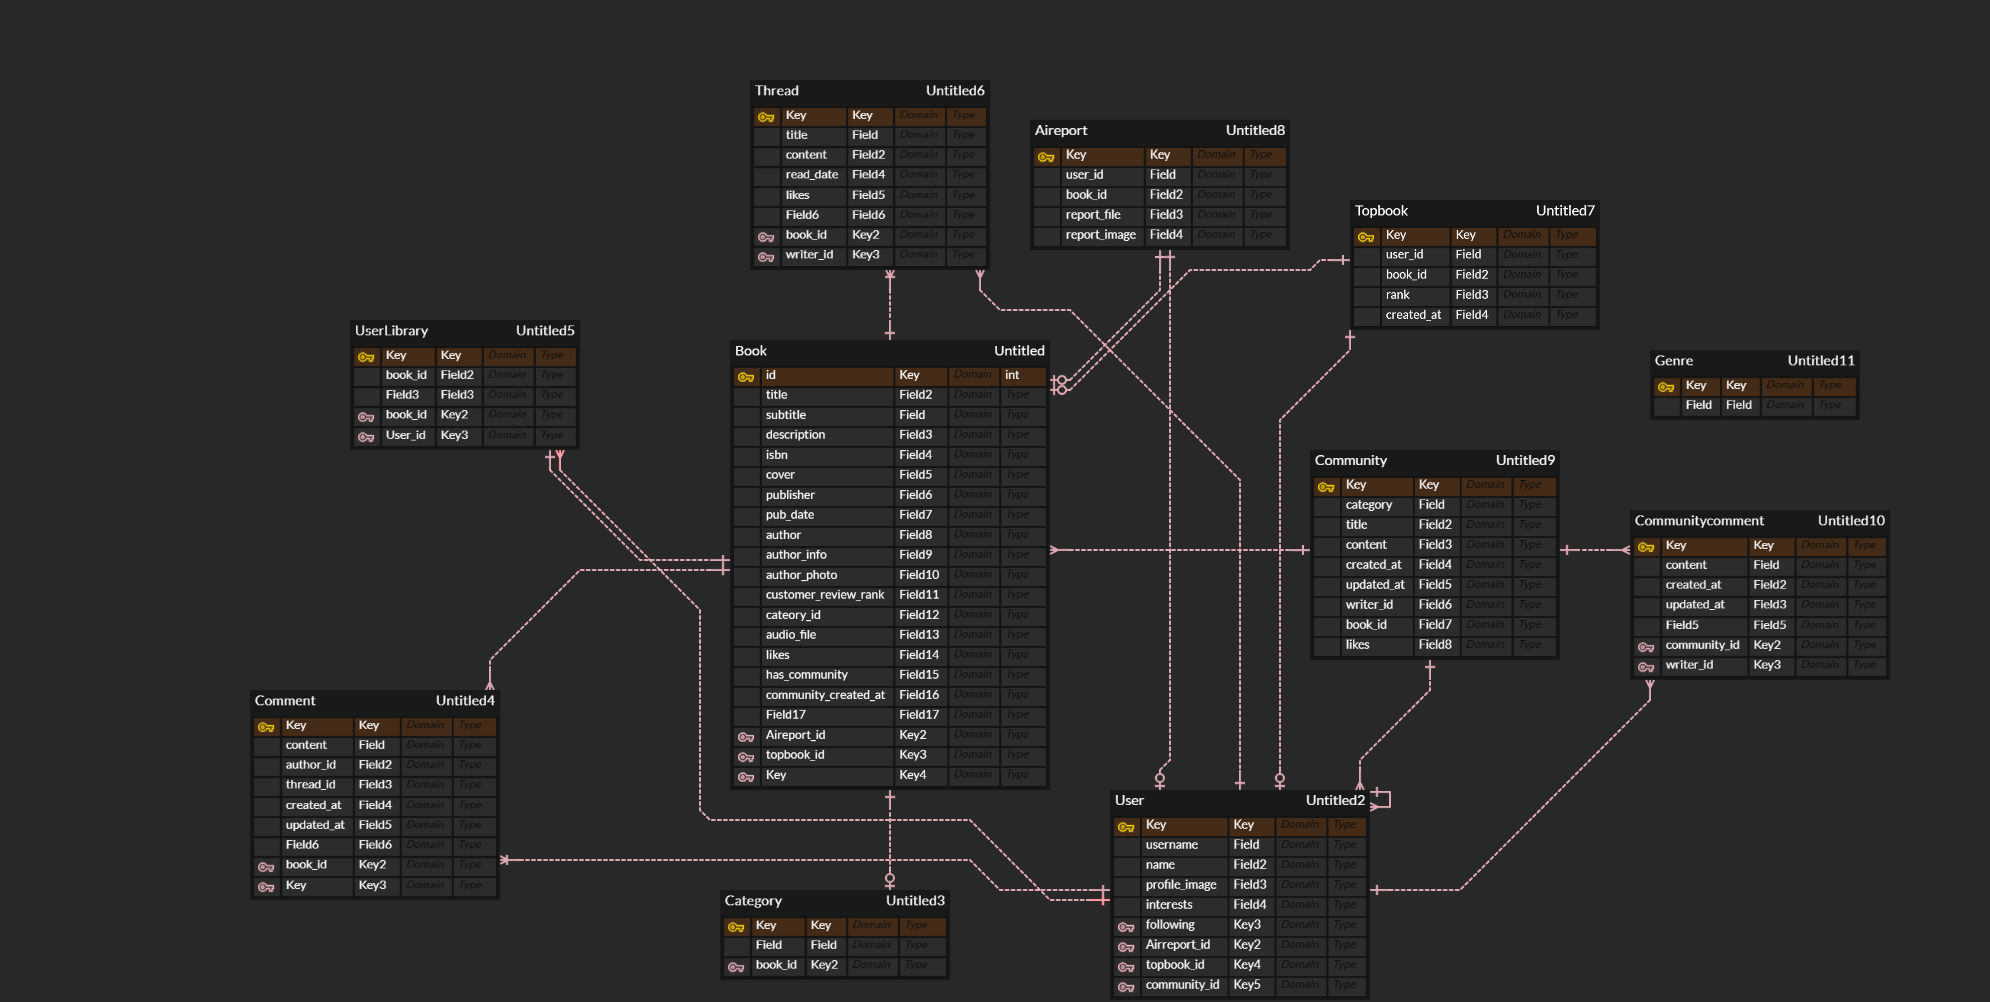 Thread Untitled6
Key Key Domain Type
title Field Domain Type
content Field2 Domain Type
read_date Field4 Domain Type
likes Field5 Domain Type
Field6 Field6 Domain Type
book_id Key2 Domain Type
writer_id Key3 Domain Type
Aireport Untitled8
Key Key Domain Type
user_id Field Domain Type
book_id Field2 Domain Type
report_file Field3 Domain Type
report_image Field4 Domain Type
Topbook Untitled7
Key Key Domain Type
user_id Field Domain Type
book_id Field2 Domain Type
rank Field3 Domain Type
created_at Field4 Domain Type
UserLibrary Untitled5
Key Key Domain Type
book_id Field2 Domain Type
Field3 Field3 Domain Type
book_id Key2 Domain Type
User_id Key3 Domain Type
Book Untitled
id Key Domain int
title Field2 Domain Type
subtitle Field Domain Type
description Field3 Domain Type
isbn Field4 Domain Type
cover Field5 Domain Type
publisher Field6 Domain Type
pub_date Field7 Domain Type
author Field8 Domain Type
author_info Field9 Domain Type
author_photo Field10 Domain Type
customer_review_rank Field11 Domain Type
cateory_id Field12 Domain Type
audio_file Field13 Domain Type
likes Field14 Domain Type
has_community Field15 Domain Type
community_created_at Field16 Domain Type
Field17 Field17 Domain Type
Aireport_id Key2 Domain Type
topbook_id Key3 Domain Type
Key Key4 Domain Type
Genre Untitled11
Key Key Domain Type
Field Field Domain Type
Community Untitled9
Key Key Domain Type
category Field Domain Type
title Field2 Domain Type
content Field3 Domain Type
created_at Field4 Domain Type
updated_at Field5 Domain Type
writer_id Field6 Domain Type
book_id Field7 Domain Type
likes Field8 Domain Type
Communitycomment Untitled10
Key Key Domain Type
content Field Domain Type
created_at Field2 Domain Type
updated_at Field3 Domain Type
Field5 Field5 Domain Type
community_id Key2 Domain Type
writer_id Key3 Domain Type
Comment Untitled4
Key Key Domain Type
content Field Domain Type
author_id Field2 Domain Type
thread_id Field3 Domain Type
created_at Field4 Domain Type
updated_at Field5 Domain Type
Field6 Field6 Domain Type
book_id Key2 Domain Type
Key Key3 Domain Type
Category Untitled3
Key Key Domain Type
Field Field Domain Type
book_id Key2 Domain Type
User Untitled2
Key Key Domain Type
username Field Domain Type
name Field2 Domain Type
profile_image Field3 Domain Type
interests Field4 Domain Type
following Key3 Domain Type
Airreport_id Key2 Domain Type
topbook_id Key4 Domain Type
community_id Key5 Domain Type